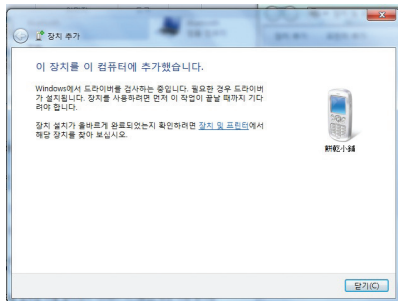 장치 추가
이 장치를 이 컴퓨터에 추가했습니다.
Windows에서 드라이버를 검사하는 중입니다. 필요한 경우 드라이버
가 설치됩니다. 장치를 사용하려면 먼저 이 작업이 끝날 때까지 기다
려야 합니다.
장치 설치가 올바르게 완료되었는지 확인하려면 장치 및 프린터에서
해당 장치를 찾아 보십시오.
餅乾小舖
닫기(C)